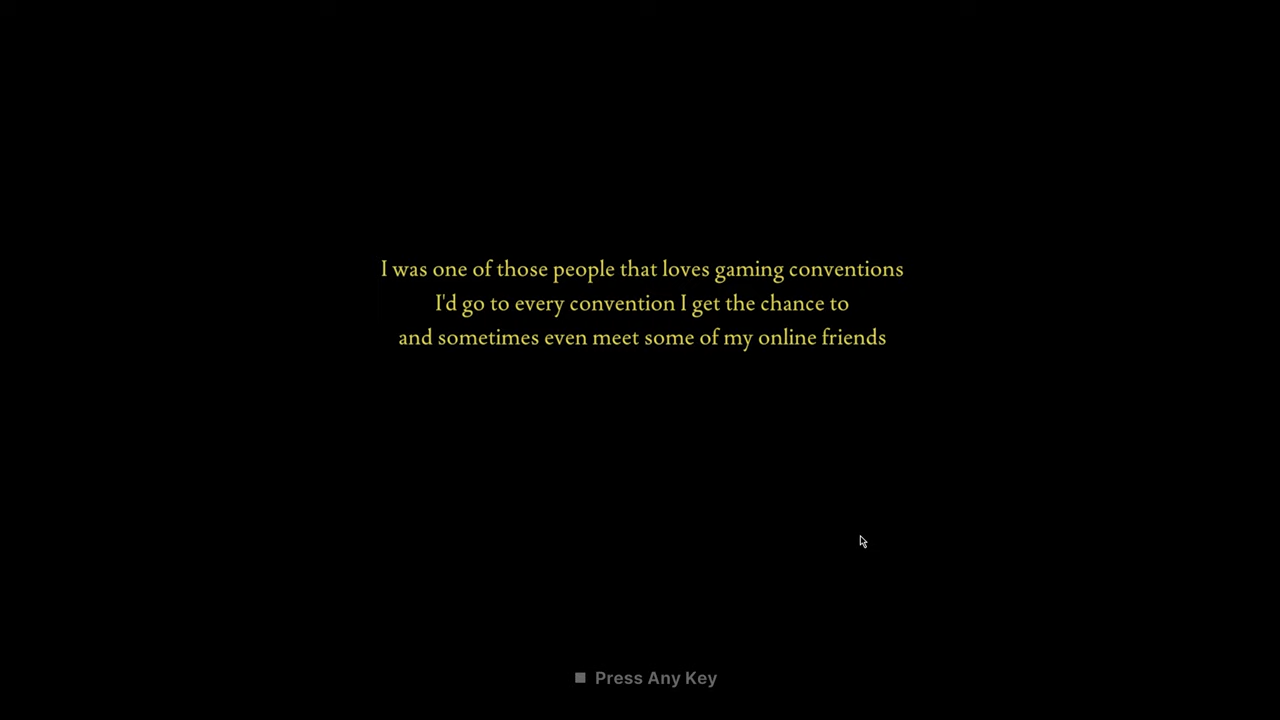 I was one of those people that loves gaming conventions
I'd go to every convention I get the chance to
and sometimes even meet some of my online friends
Press Any Key